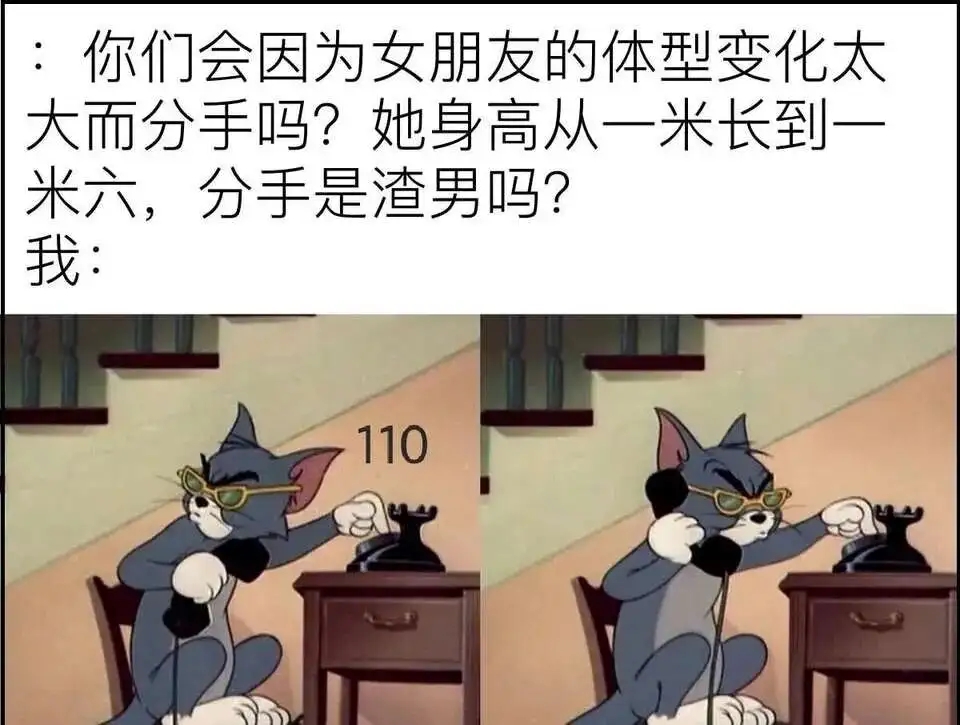 ：你们会因为女朋友的体型变化太
大而分手吗？她身高从一米长到一
米六，分手是渣男吗？
我：
110